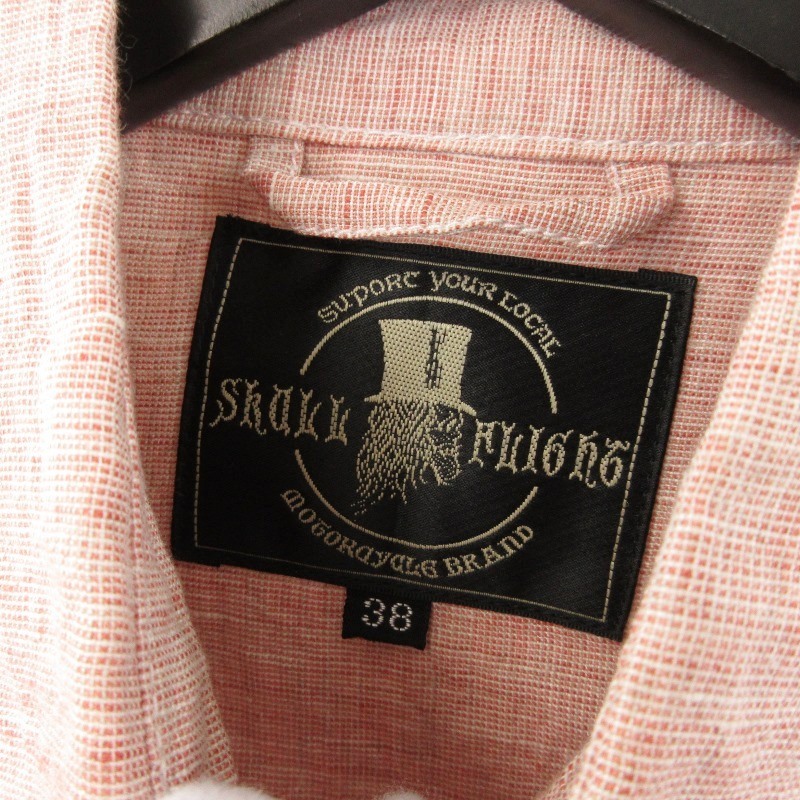 SUPORT YOUR LOCAL
SKULL FLIGHT
MOTORCYCLE BRAND
38